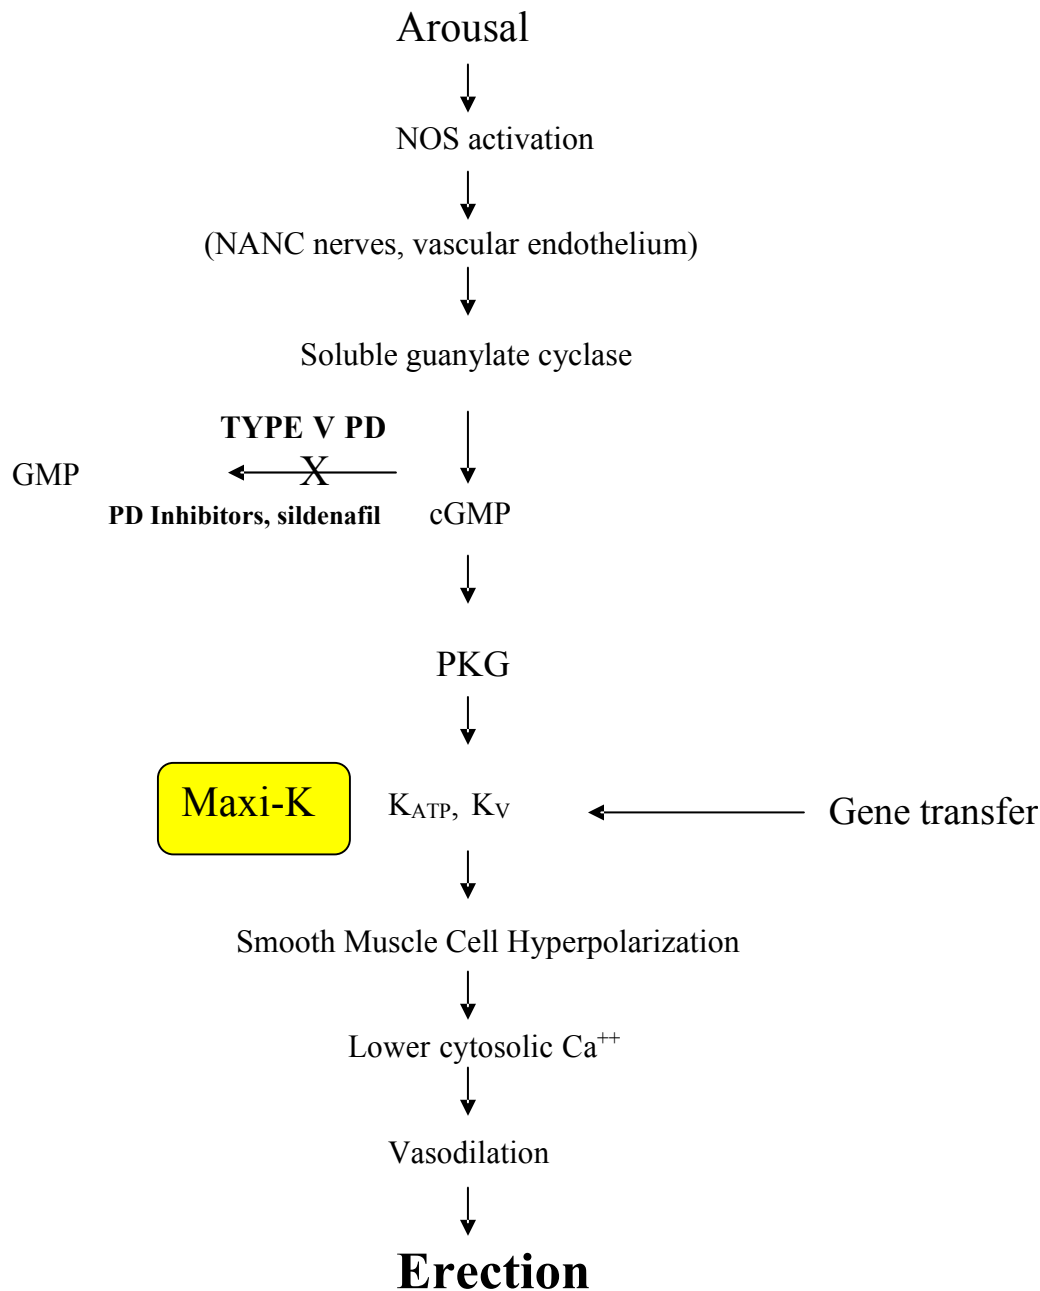 Arousal
NOS activation
(NANC nerves, vascular endothelium)
Soluble guanylate cyclase
TYPE V PD
GMP
X
PD Inhibitors, sildenafil
cGMP
PKG
Maxi-K
KATP, KV
Gene transfer
Smooth Muscle Cell Hyperpolarization
Lower cytosolic Ca++
Vasodilation
Erection